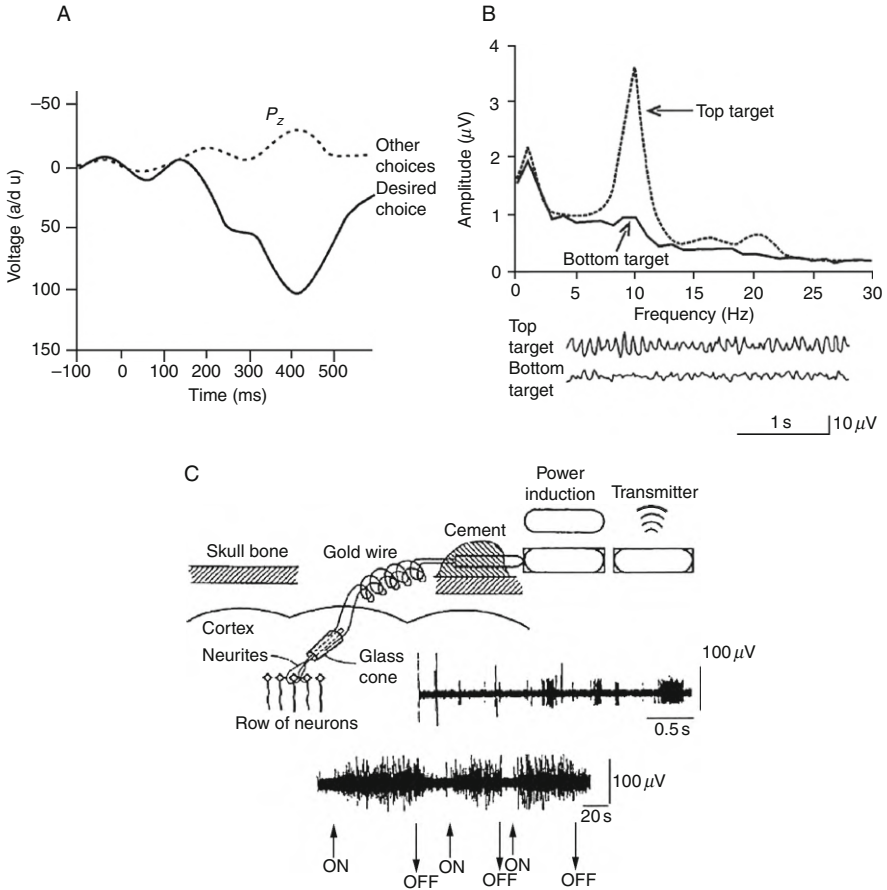 A
−50
0
50
100
150
Voltage (a/d u)
−100
0
100
200
300
400
500
Time (ms)
Pz
Other
choices
Desired
choice
B
4
3
2
1
0
Amplitude (μV)
Top target
Bottom
target
0
5
10
15
20
25
30
Frequency (Hz)
Top
target
Bottom
target
1 s
10 μV
C
Power
induction
Transmitter
Cement
Skull bone
Gold wire
Cortex
Neurites
Glass
cone
Row of neurons
100 μV
0.5 s
100 μV
20 s
ON
OFF
ON
OFF
ON
OFF